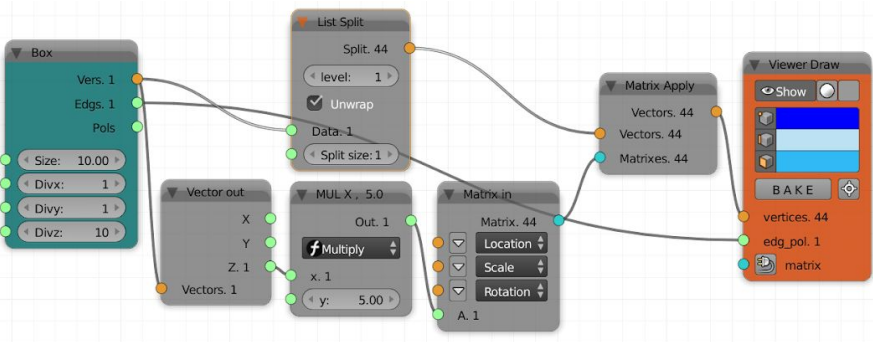 Box
Vers. 1
Edgs. 1
Pols
Size: 10.00
Divx: 1
Divy: 1
Divz: 10
Vector out
X
Y
Z. 1
Vectors. 1
List Split
Split. 44
level: 1
Unwrap
Data. 1
Split size: 1
MUL X , 5.0
Out. 1
Multiply
x. 1
y: 5.00
Matrix in
Matrix. 44
Location
Scale
Rotation
A. 1
Matrix Apply
Vectors. 44
Vectors. 44
Matrixes. 44
Viewer Draw
Show
BAKE
vertices. 44
edg_pol. 1
matrix